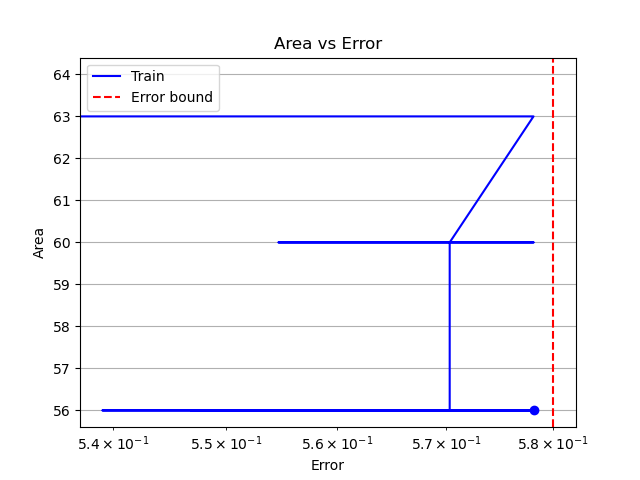 Area vs Error
Train
Error bound
Area
64
63
62
61
60
59
58
57
56
5.4 × 10⁻¹
5.5 × 10⁻¹
5.6 × 10⁻¹
5.7 × 10⁻¹
5.8 × 10⁻¹
Error